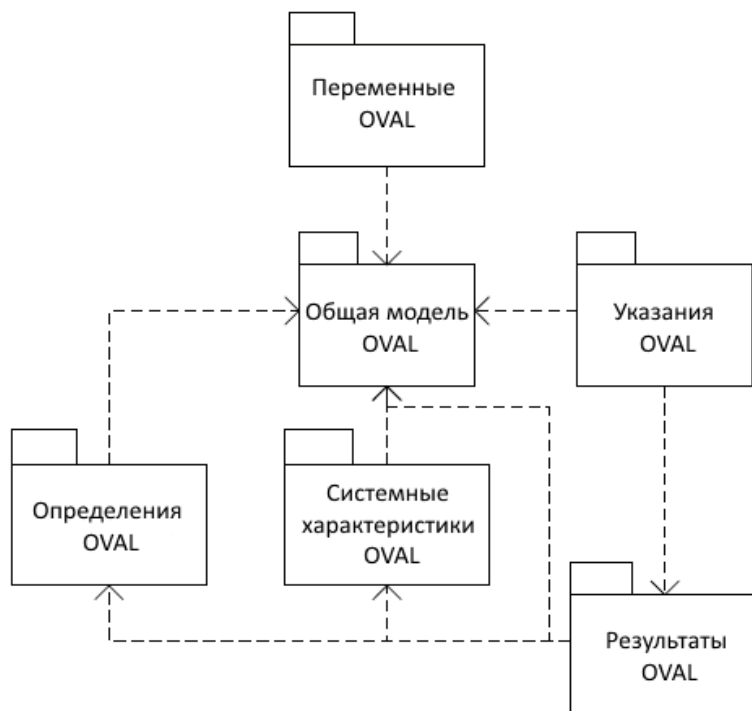 Переменные
OVAL
Общая модель
OVAL
Указания
OVAL
Определения
OVAL
Системные
характеристики
OVAL
Результаты
OVAL